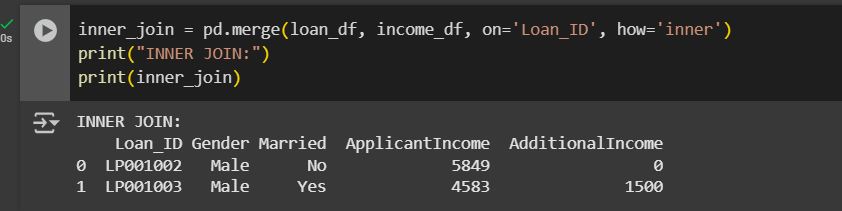 inner_join = pd.merge(loan_df, income_df, on='Loan_ID', how='inner')
0s
print("INNER JOIN:")
print(inner_join)
INNER JOIN:
Loan_ID Gender Married ApplicantIncome AdditionalIncome
0 LP001002 Male No 5849 0
1 LP001003 Male Yes 4583 1500